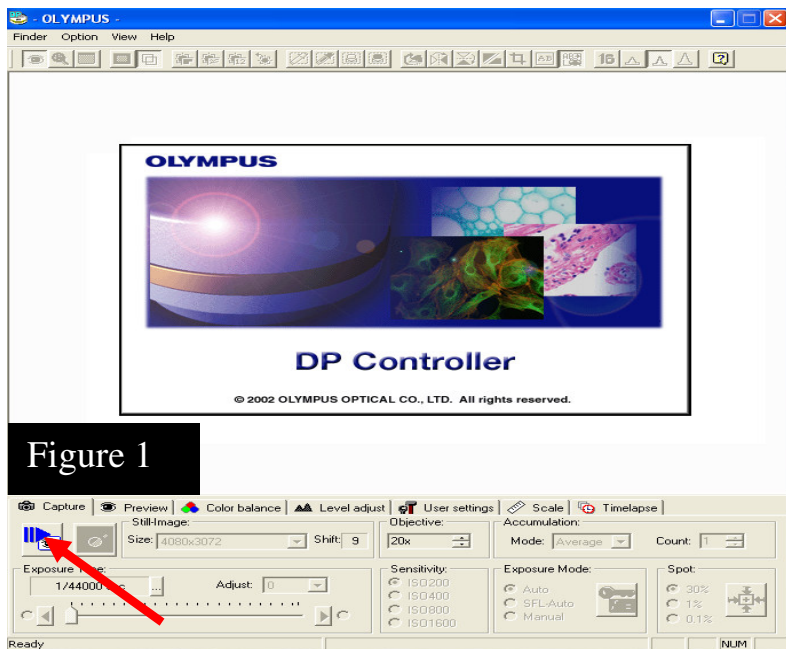 - OLYMPUS -
Finder Option View Help
16
OLYMPUS
DP Controller
© 2002 OLYMPUS OPTICAL CO., LTD. All rights reserved.
Figure 1
Capture Preview Color balance Level adjust User settings Scale Timelapse
Still-Image: Objective: Accumulation:
Size: 4080x3072 Shift: 9 20x Mode: Average Count: 1
Exposure Sensitivity: Exposure Mode: Spot:
1/44000 ... Adjust: 0 ISO200 Auto 30%
ISO400 SFL-Auto 1%
ISO800 Manual 0.1%
ISO1600
Ready NUM